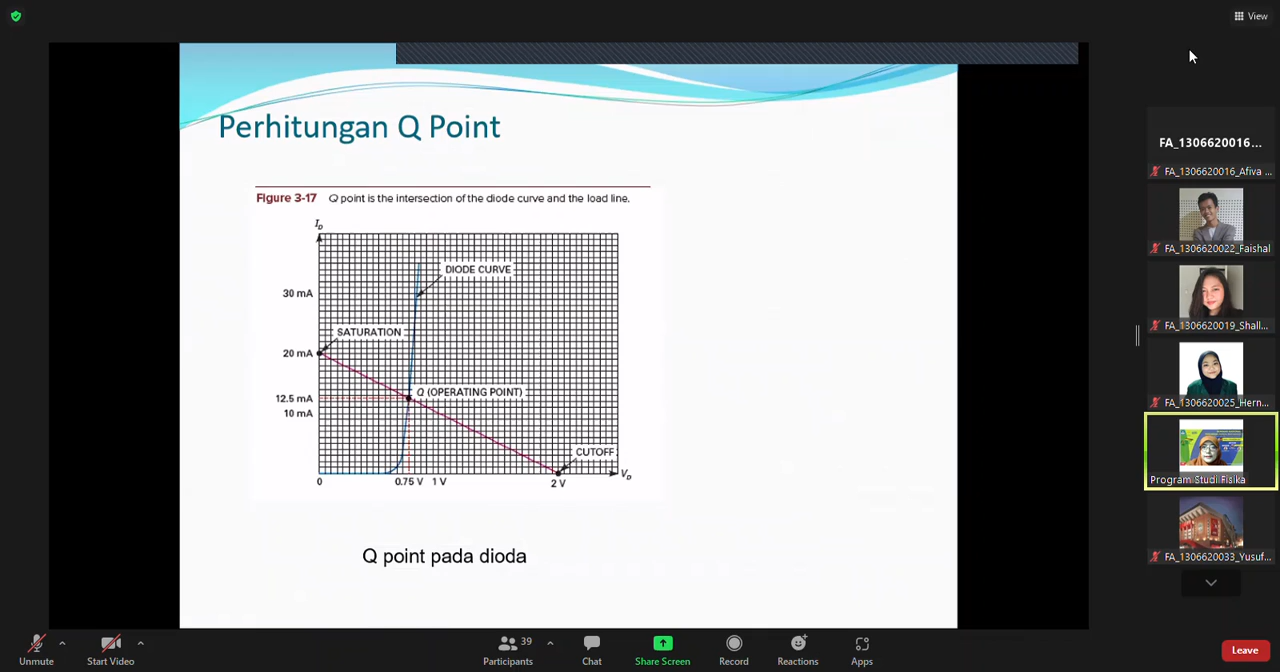 View
Perhitungan Q Point
Figure 3-17 Q point is the intersection of the diode curve and the load line.
I_D
DIODE CURVE
30 mA
SATURATION
20 mA
Q (OPERATING POINT)
12.5 mA
10 mA
CUTOFF
V_D
0
0.75 V
1 V
2 V
Q point pada dioda
FA_1306620016...
FA_1306620016_Afiva ...
FA_1306620022_Faishal
FA_1306620019_Shall...
FA_1306620025_Hern...
Program Studi Fisika
FA_1306620033_Yusuf...
Unmute
Start Video
39
Participants
Chat
Share Screen
Record
Reactions
Apps
Leave